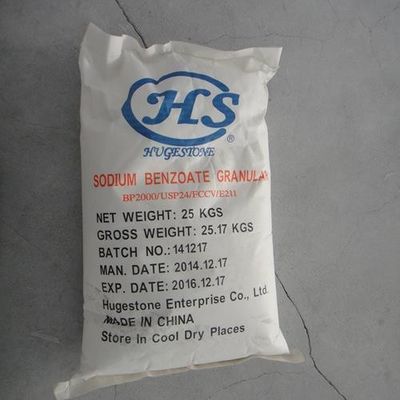 HS
®
HUGESTONE
SODIUM BENZOATE GRANULAR
BP2000/USP24/FCCV/E211
NET WEIGHT: 25 KGS
GROSS WEIGHT: 25.17 KGS
BATCH NO.: 141217
MAN. DATE: 2014.12.17
EXP. DATE: 2016.12.17
Hugestone Enterprise Co., Ltd.
MADE IN CHINA
Store In Cool Dry Places